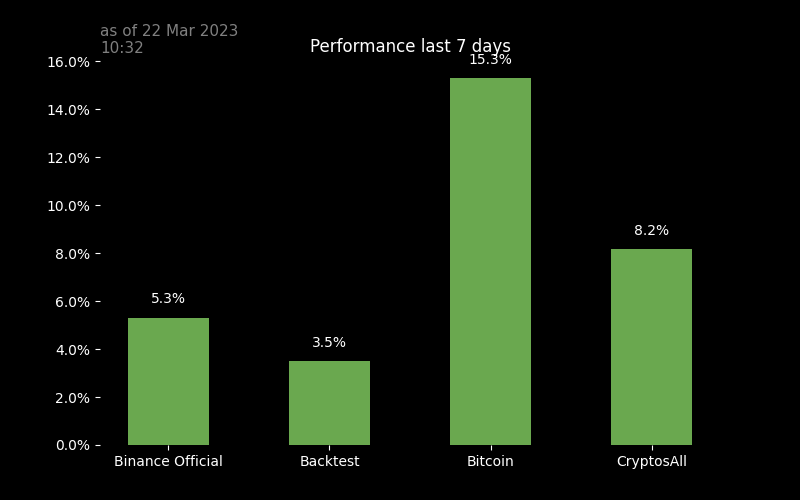 as of 22 Mar 2023
10:32
Performance last 7 days
16.0%
14.0%
12.0%
10.0%
8.0%
6.0%
4.0%
2.0%
0.0%
5.3%
3.5%
15.3%
8.2%
Binance Official
Backtest
Bitcoin
CryptosAll